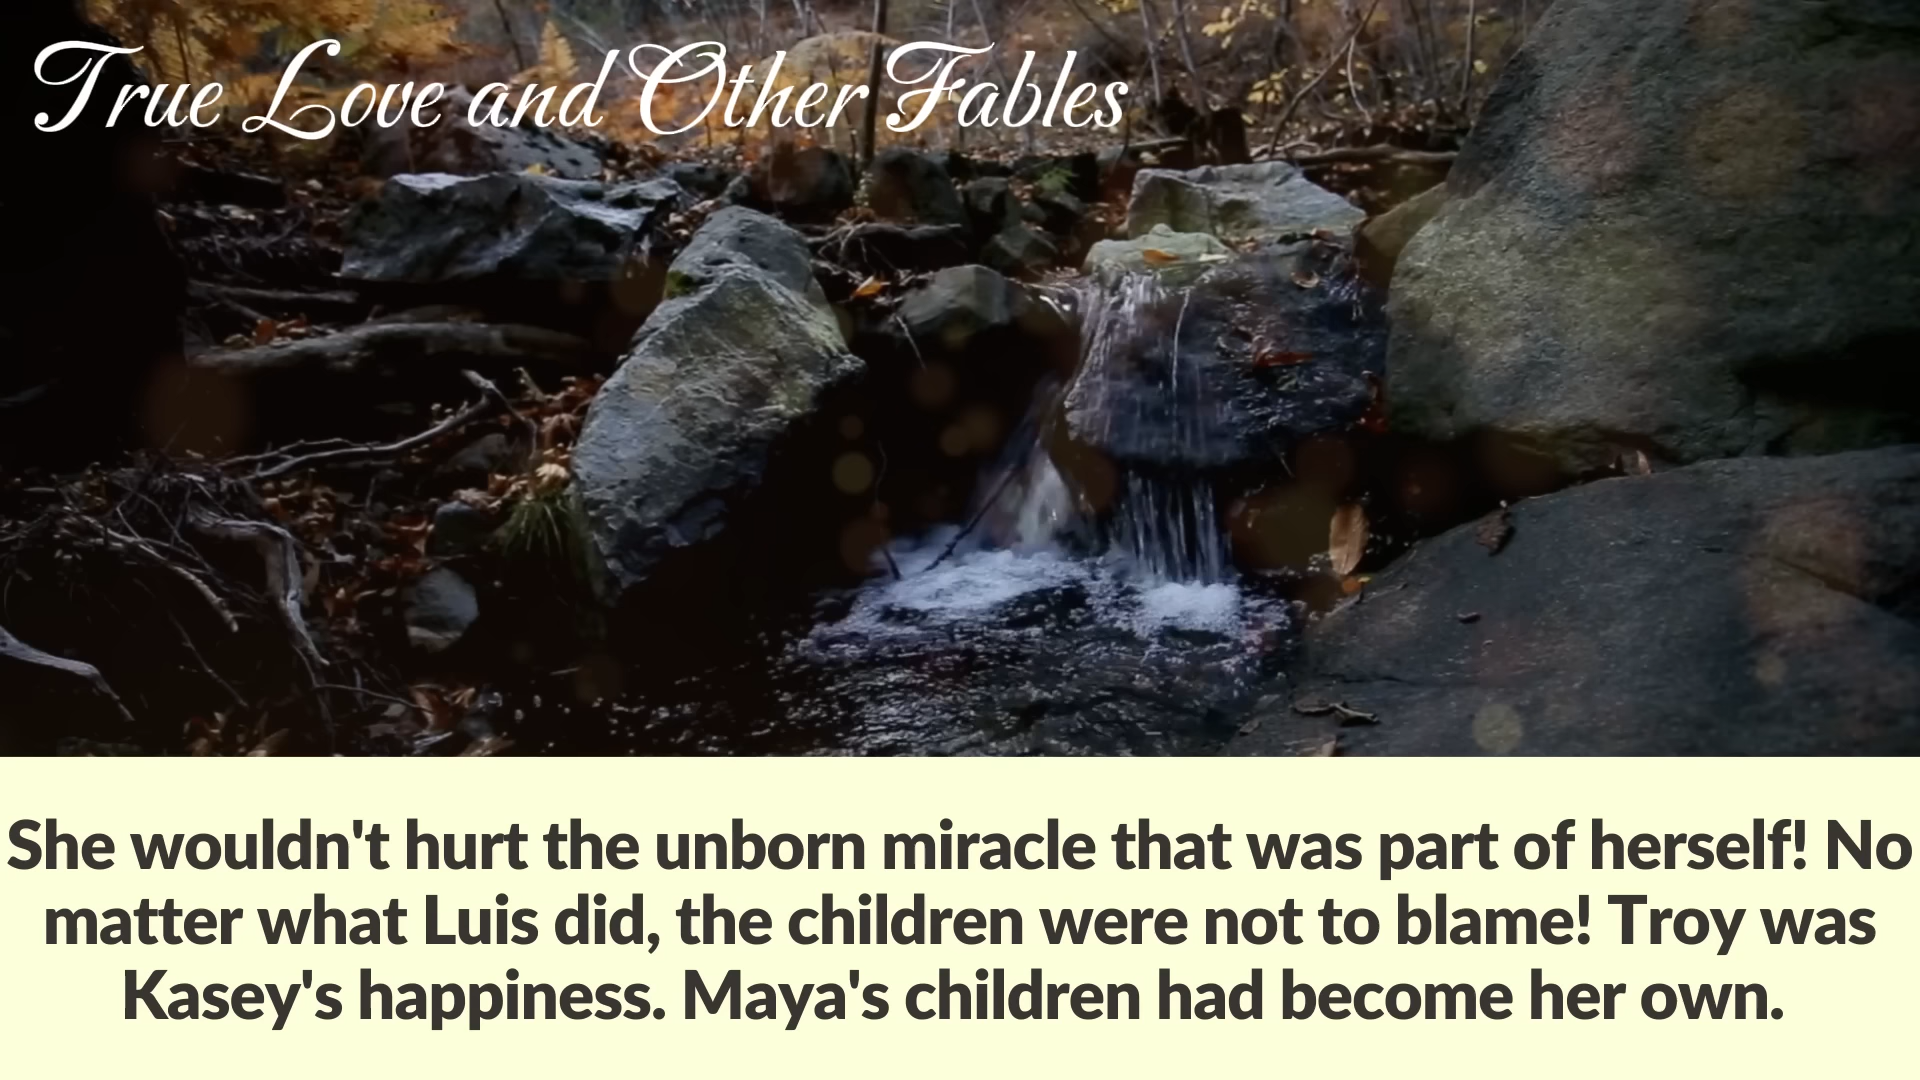 True Love and Other Fables
She wouldn't hurt the unborn miracle that was part of herself! No
matter what Luis did, the children were not to blame! Troy was
Kasey's happiness. Maya's children had become her own.